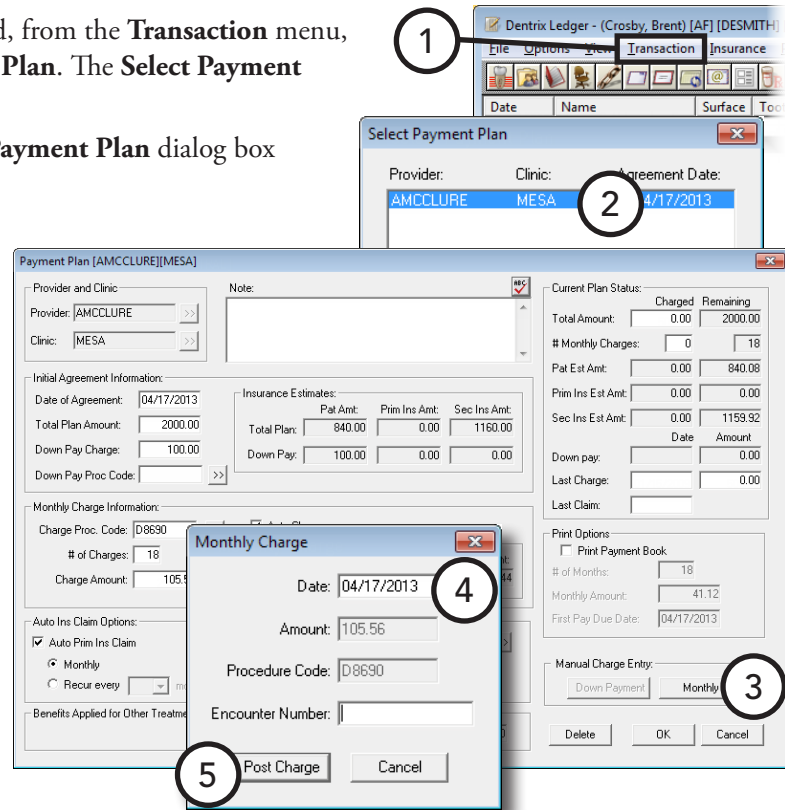 d, from the Transaction menu,
Plan. The Select Payment
Payment Plan dialog box
1
Dentrix Ledger - (Crosby, Brent) [AF] [DESMITH]
File Options View Transaction Insurance
Date Name Surface Too
Select Payment Plan
Provider: Clinic: Agreement Date:
AMCCLURE MESA 2 4/17/2013
Payment Plan [AMCCLURE][MESA]
Provider and Clinic
Provider: AMCCLURE >>
Clinic: MESA >>
Note:
ABC
Current Plan Status:
Charged Remaining
Total Amount: 0.00 2000.00
# Monthly Charges: 0 18
Pat Est Amt: 0.00 840.08
Prim Ins Est Amt: 0.00 0.00
Sec Ins Est Amt: 0.00 1159.92
Date Amount
Down pay: 0.00
Last Charge: 0.00
Last Claim:
Initial Agreement Information:
Date of Agreement: 04/17/2013
Total Plan Amount: 2000.00
Down Pay Charge: 100.00
Down Pay Proc Code: >>
Insurance Estimates:
Pat Amt: Prim Ins Amt: Sec Ins Amt:
Total Plan: 840.00 0.00 1160.00
Down Pay: 100.00 0.00 0.00
Monthly Charge Information:
Charge Proc. Code: D8690
# of Charges: 18
Charge Amount: 105.5
nt:
44
Print Options
Print Payment Book
# of Months: 18
Monthly Amount: 41.12
First Pay Due Date: 04/17/2013
Auto Ins Claim Options:
Auto Prim Ins Claim
Monthly
Recur every m
Benefits Applied for Other Treatme
Manual Charge Entry:
Down Payment Monthly 3
Delete OK Cancel
Monthly Charge
Date: 04/17/2013 4
Amount: 105.56
Procedure Code: D8690
Encounter Number:
5 Post Charge Cancel